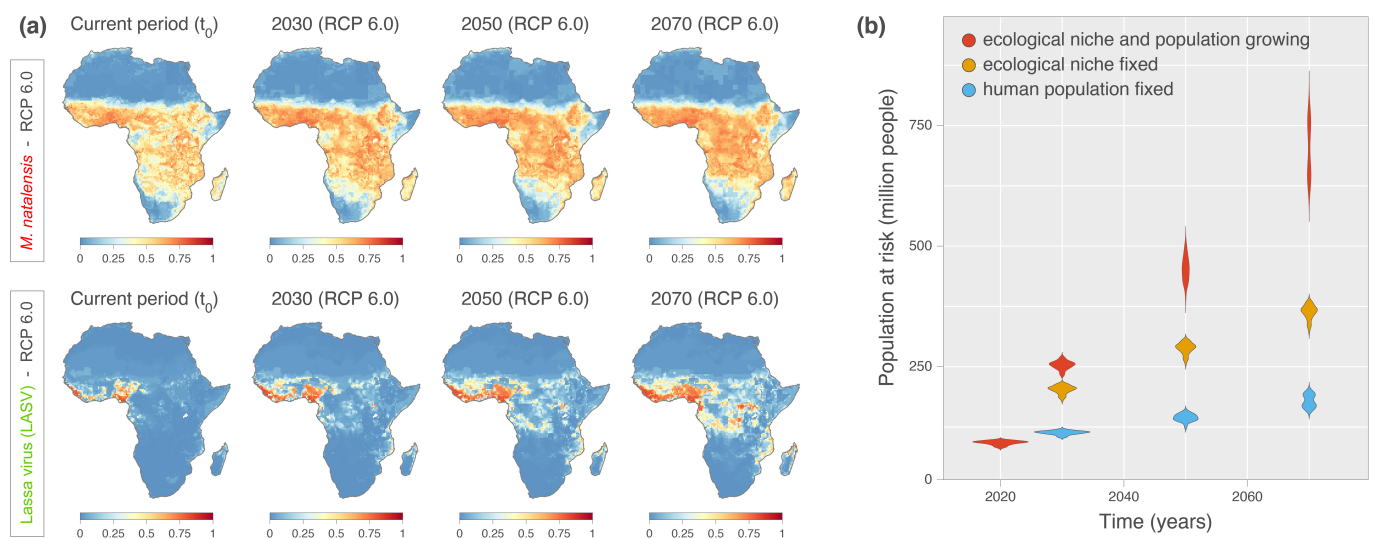 (a)
Current period (t0)
2030 (RCP 6.0)
2050 (RCP 6.0)
2070 (RCP 6.0)
M. natalensis - RCP 6.0
0 0.25 0.5 0.75 1
0 0.25 0.5 0.75 1
0 0.25 0.5 0.75 1
0 0.25 0.5 0.75 1
Current period (t0)
2030 (RCP 6.0)
2050 (RCP 6.0)
2070 (RCP 6.0)
Lassa virus (LASV) - RCP 6.0
0 0.25 0.5 0.75 1
0 0.25 0.5 0.75 1
0 0.25 0.5 0.75 1
0 0.25 0.5 0.75 1
(b)
ecological niche and population growing
ecological niche fixed
human population fixed
Population at risk (million people)
750
500
250
0
2020 2040 2060
Time (years)